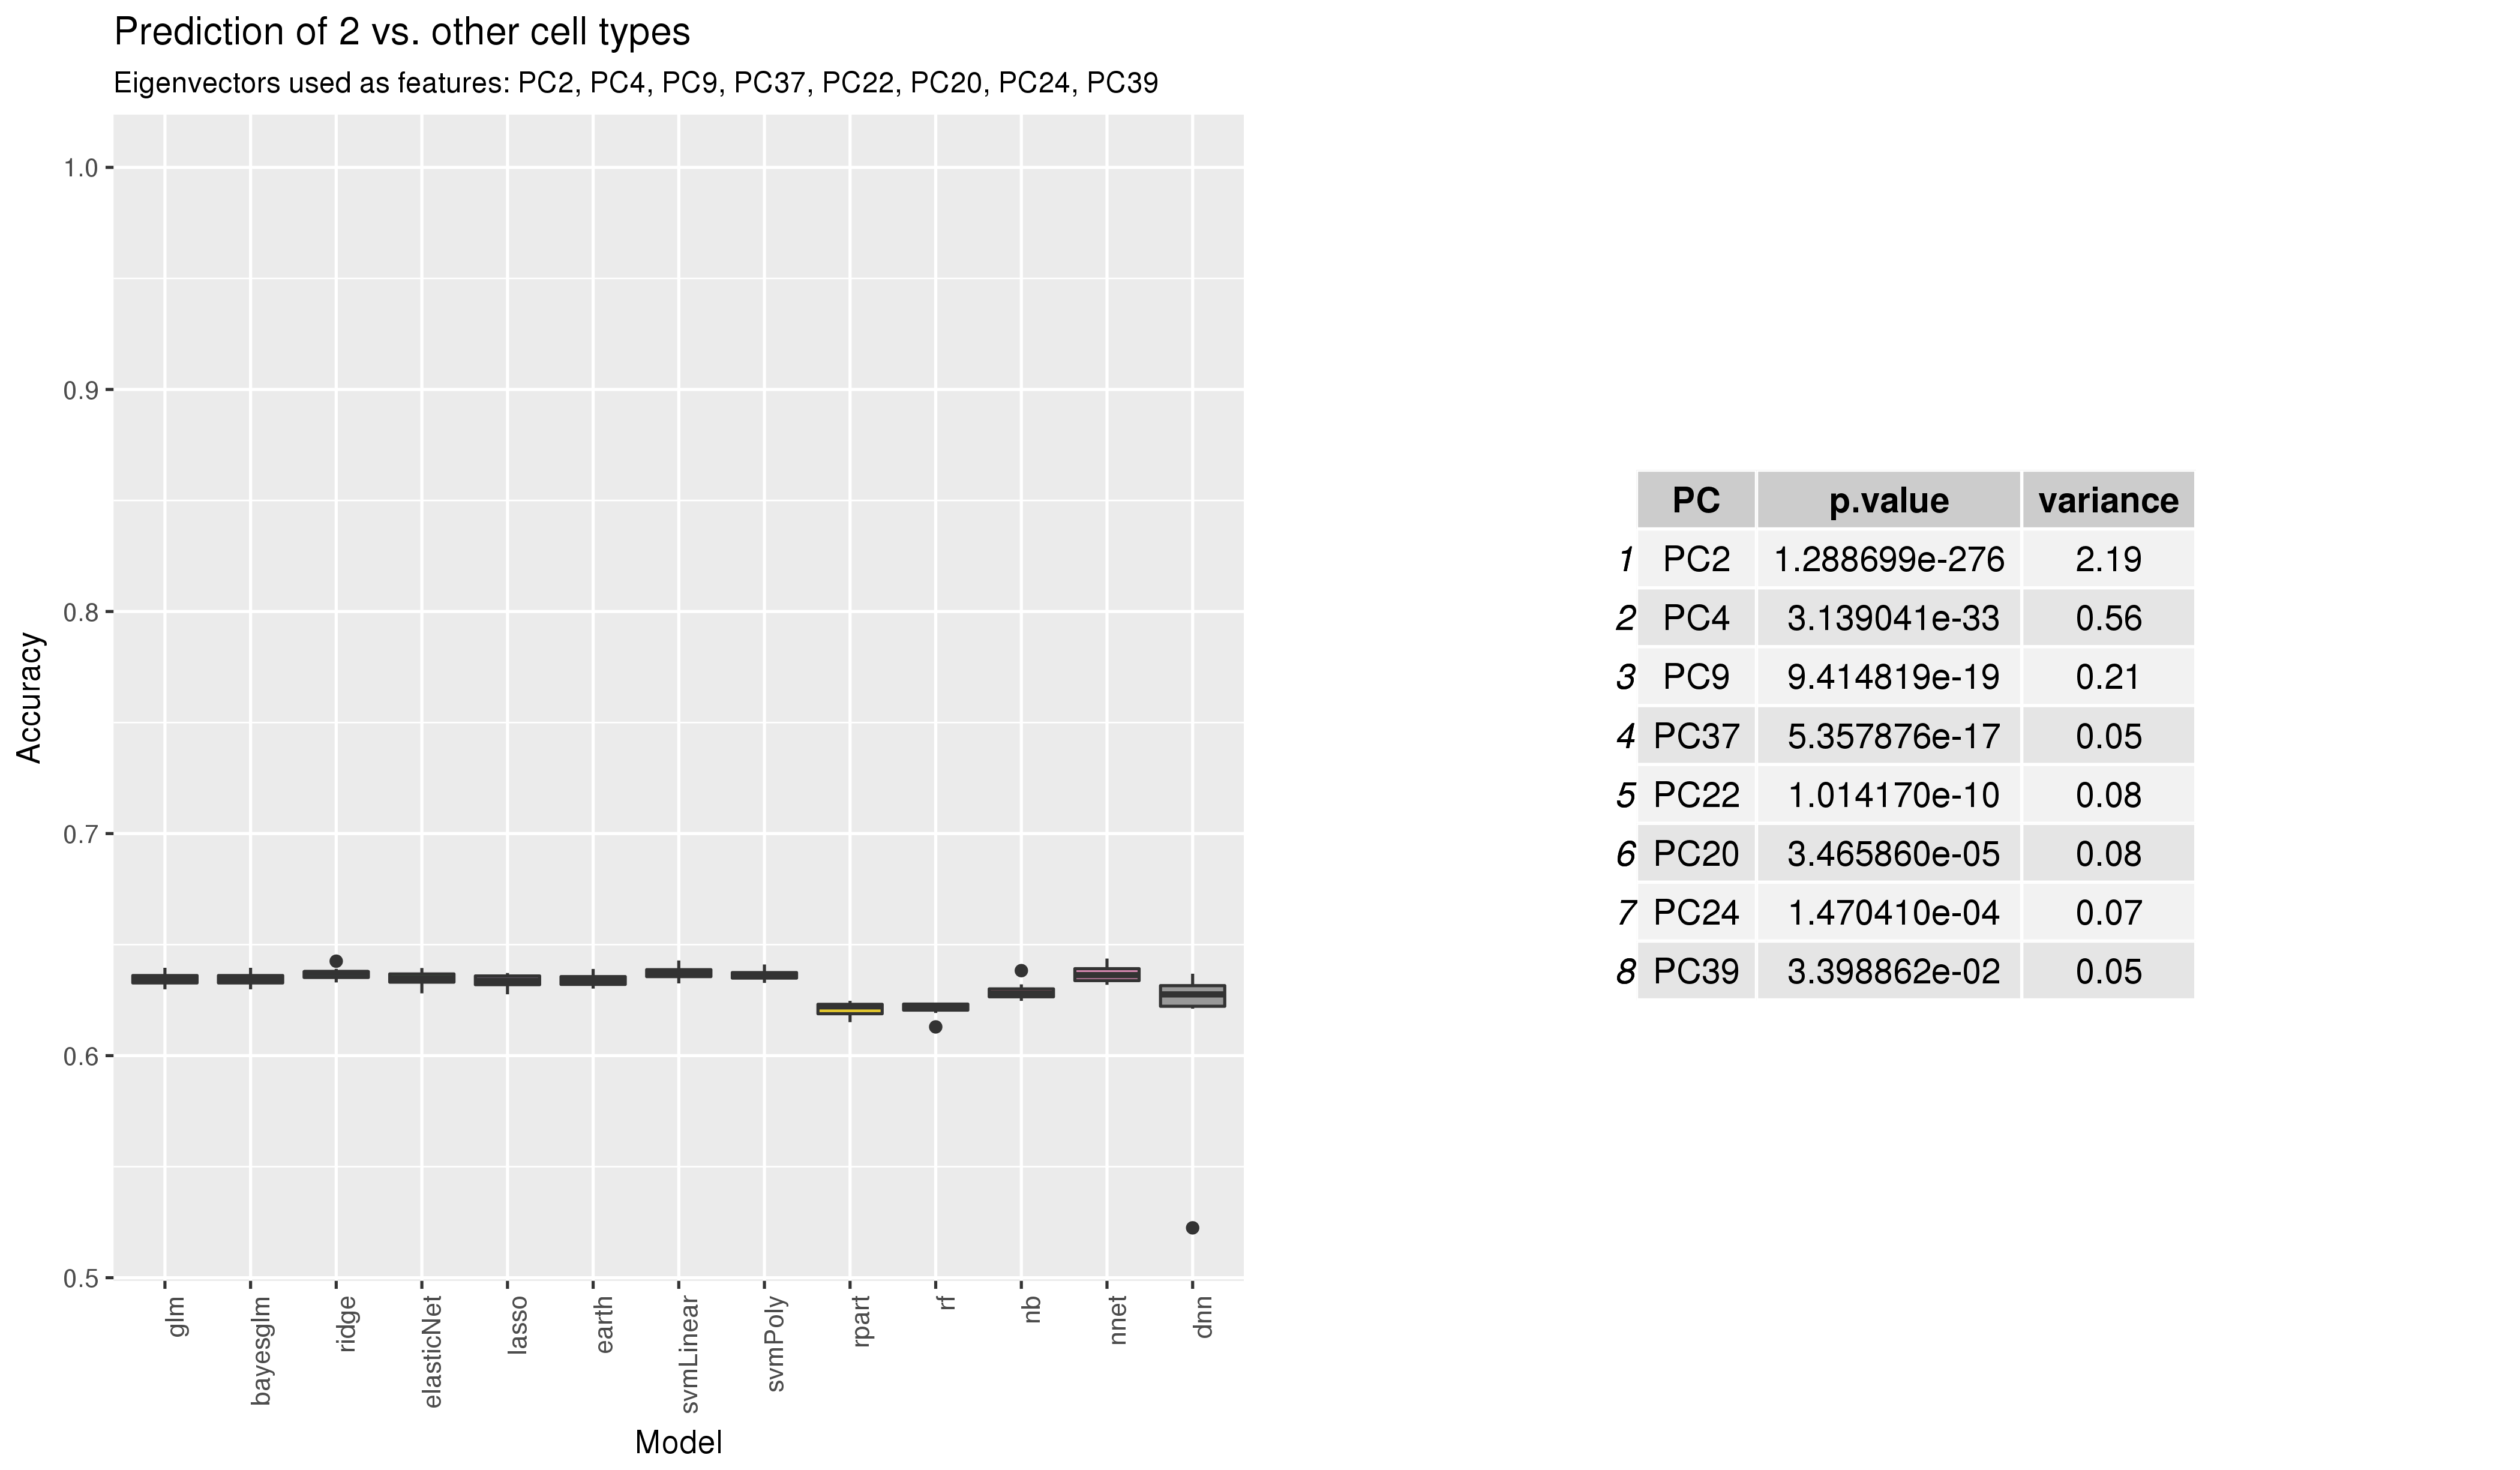 Prediction of 2 vs. other cell types
Eigenvectors used as features: PC2, PC4, PC9, PC37, PC22, PC20, PC24, PC39
Accuracy
1.0
0.9
0.8
0.7
0.6
0.5
glm
bayesglm
ridge
elasticNet
lasso
earth
svmLinear
svmPoly
rpart
rf
nb
nnet
dnn
Model
PC p.value variance
1 PC2 1.288699e-276 2.19
2 PC4 3.139041e-33 0.56
3 PC9 9.414819e-19 0.21
4 PC37 5.357876e-17 0.05
5 PC22 1.014170e-10 0.08
6 PC20 3.465860e-05 0.08
7 PC24 1.470410e-04 0.07
8 PC39 3.398862e-02 0.05